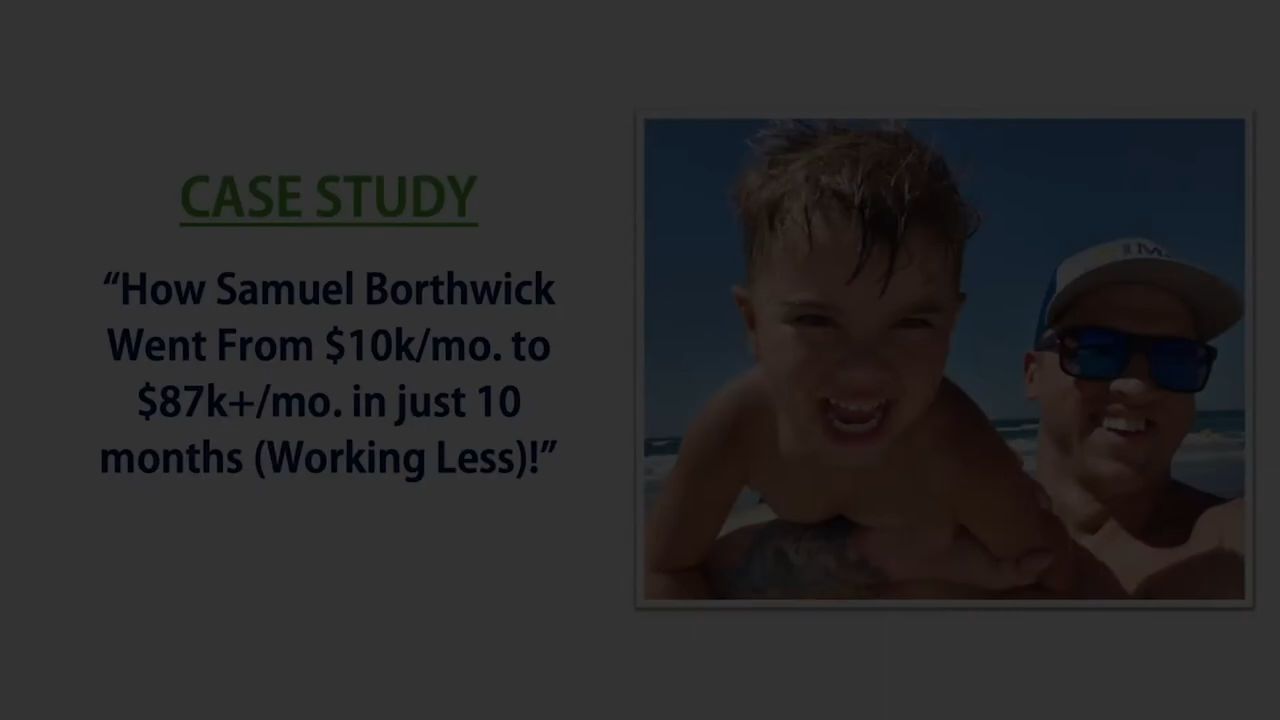 CASE STUDY
“How Samuel Borthwick
Went From $10k/mo. to
$87k+/mo. in just 10
months (Working Less)!”